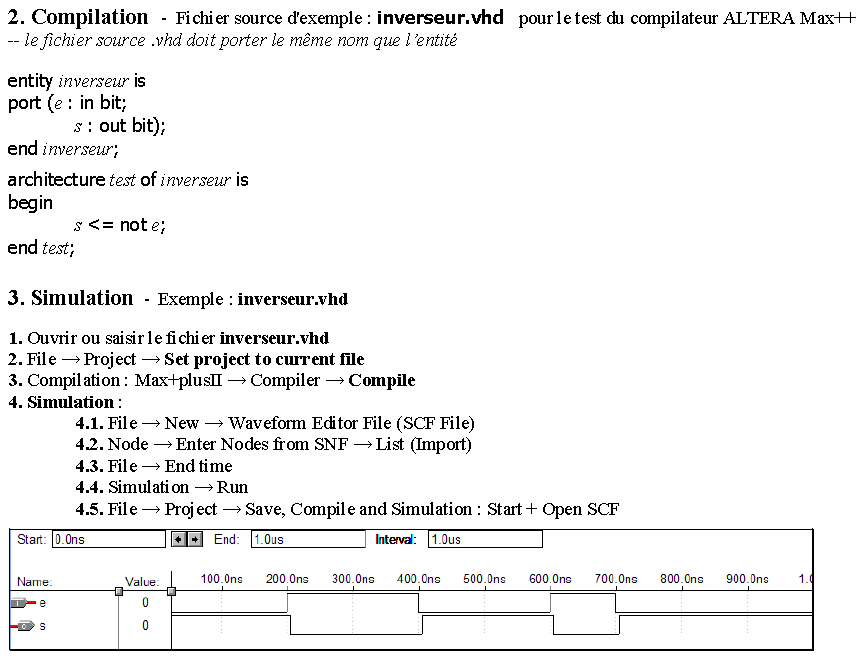 2. Compilation - Fichier source d'exemple : inverseur.vhd pour le test du compilateur ALTERA Max++
-- le fichier source .vhd doit porter le même nom que l'entité
entity inverseur is
port (e : in bit;
s : out bit);
end inverseur;
architecture test of inverseur is
begin
s <= not e;
end test;
3. Simulation - Exemple : inverseur.vhd
1. Ouvrir ou saisir le fichier inverseur.vhd
2. File → Project → Set project to current file
3. Compilation : Max+plusII → Compiler → Compile
4. Simulation :
4.1. File → New → Waveform Editor File (SCF File)
4.2. Node → Enter Nodes from SNF → List (Import)
4.3. File → End time
4.4. Simulation → Run
4.5. File → Project → Save, Compile and Simulation : Start + Open SCF
Start: 0.0ns End: 1.0us Interval: 1.0us
Name: Value: 100.0ns 200.0ns 300.0ns 400.0ns 500.0ns 600.0ns 700.0ns 800.0ns 900.0ns 1.0
e 0
s 0